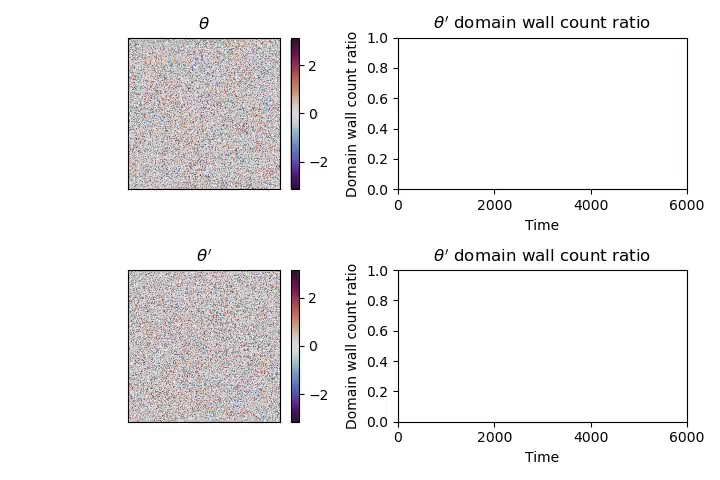 θ
2
0
−2
θ′ domain wall count ratio
Domain wall count ratio
1.0
0.8
0.6
0.4
0.2
0.0
0 2000 4000 6000
Time
θ′
2
0
−2
θ′ domain wall count ratio
Domain wall count ratio
1.0
0.8
0.6
0.4
0.2
0.0
0 2000 4000 6000
Time